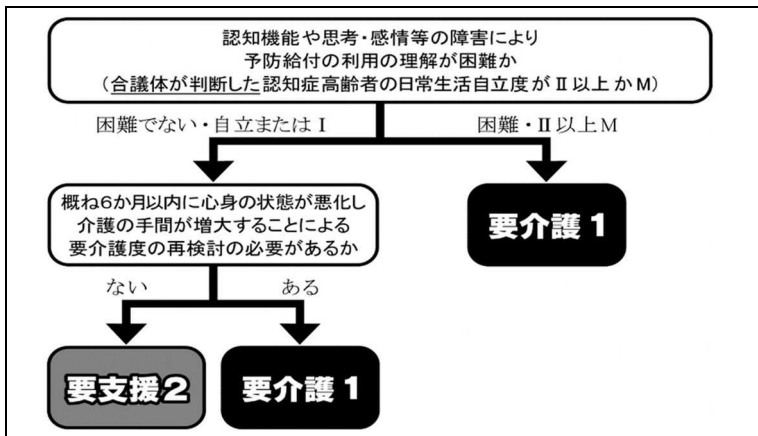 認知機能や思考・感情等の障害により
予防給付の利用の理解が困難か
（合議体が判断した認知症高齢者の日常生活自立度がⅡ以上かM）
困難でない・自立またはⅠ
困難・Ⅱ以上M
概ね６か月以内に心身の状態が悪化し
介護の手間が増大することによる
要介護度の再検討の必要があるか
要介護１
ない
ある
要支援２
要介護１